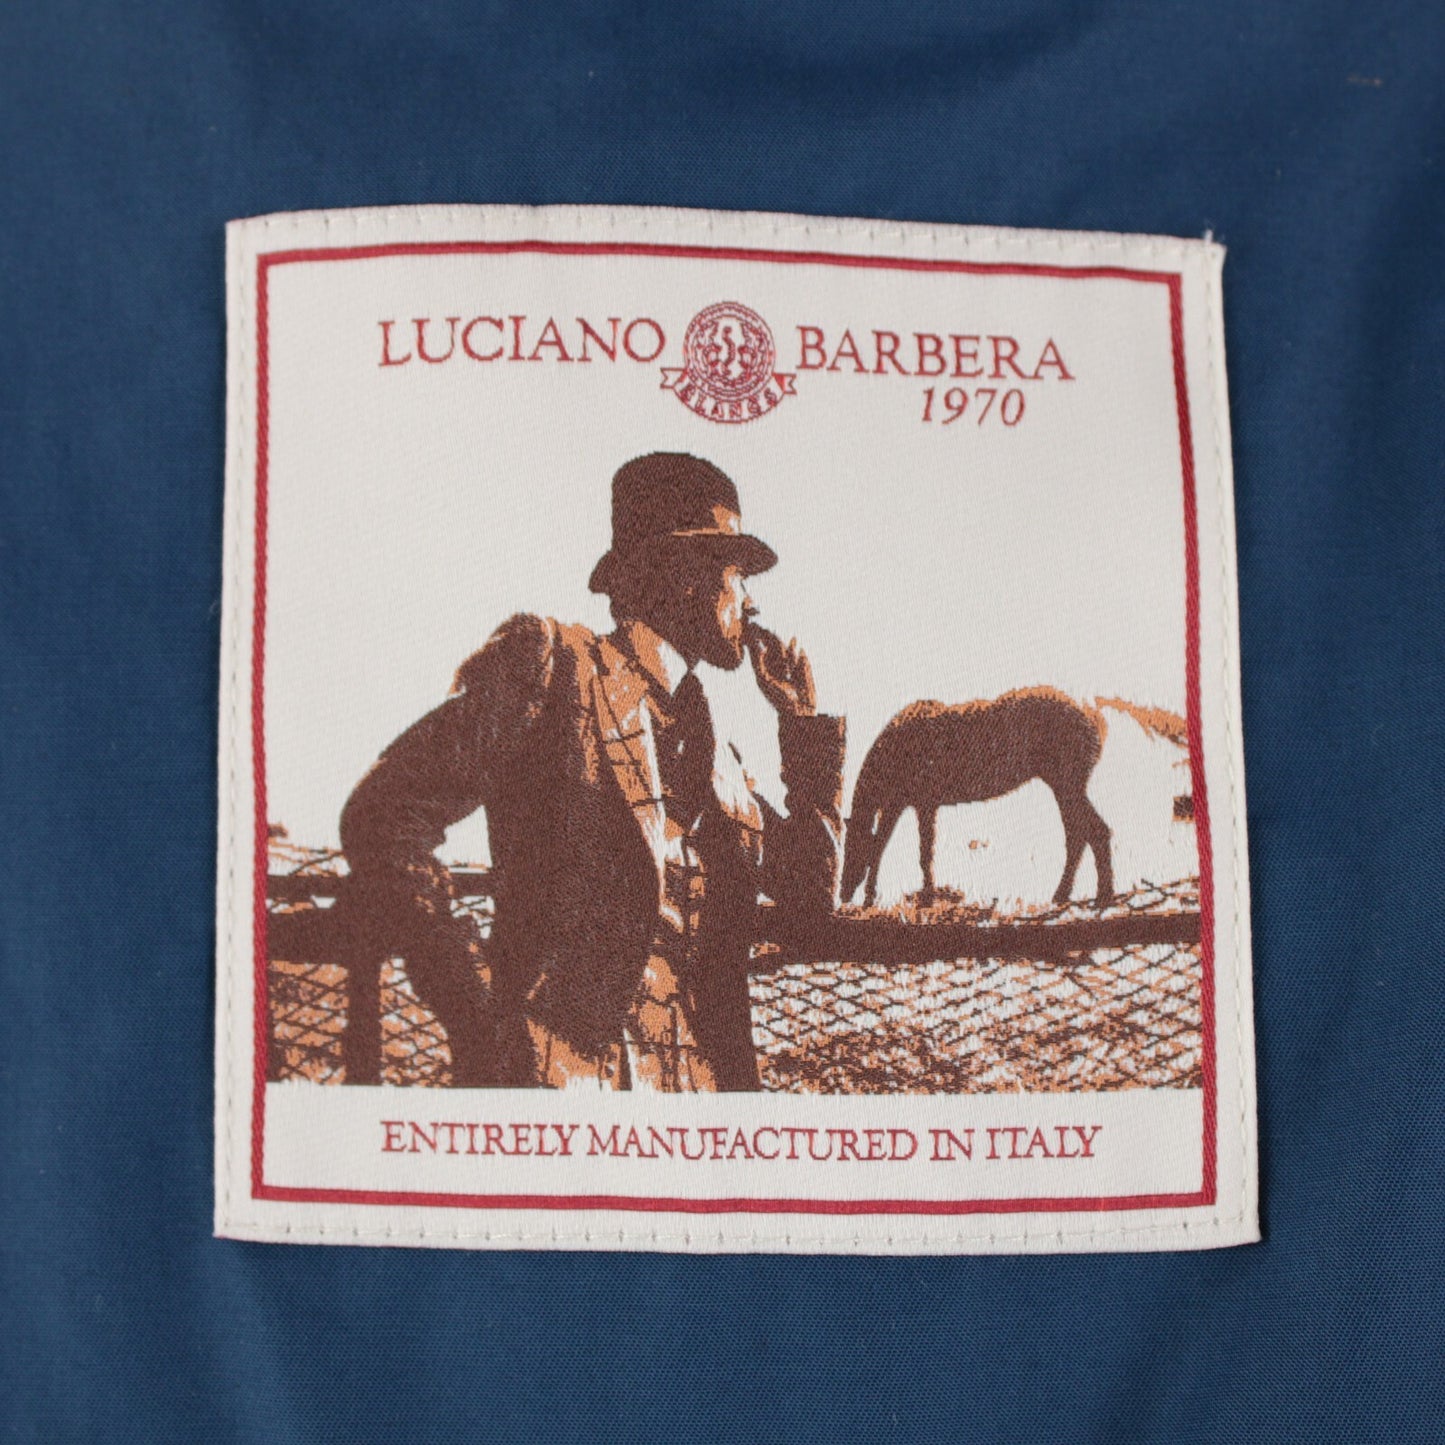 LUCIANO BARBERA
1970
ENTIRELY MANUFACTURED IN ITALY